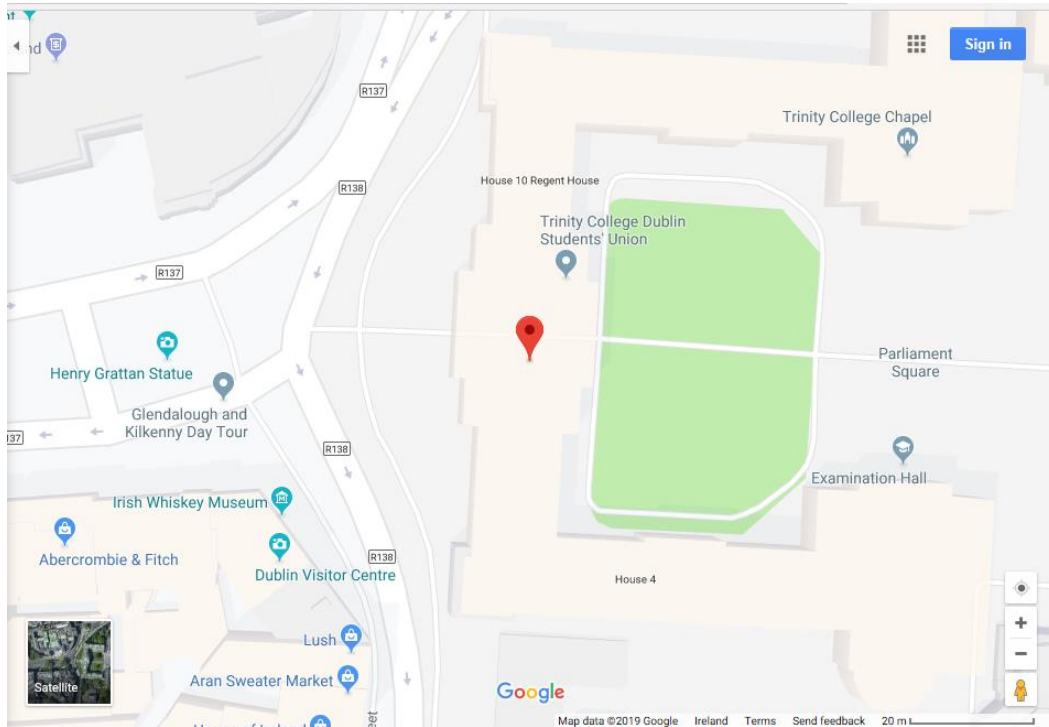 nd
Sign in
R137
Trinity College Chapel
R138
House 10 Regent House
Trinity College Dublin
Students' Union
R137
Henry Grattan Statue
Parliament
Square
Glendalough and
Kilkenny Day Tour
137
R138
Examination Hall
Irish Whiskey Museum
Abercrombie & Fitch
R138
Dublin Visitor Centre
House 4
Lush
Satellite
Aran Sweater Market
Google
Map data ©2019 Google Ireland Terms Send feedback 20 m